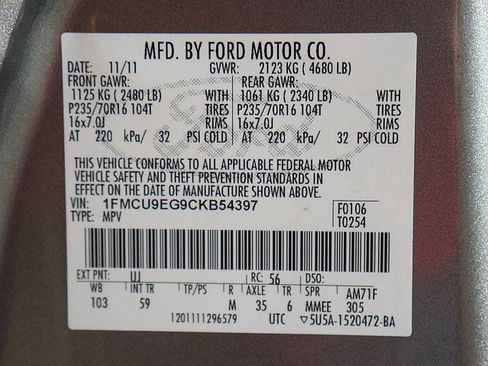 MFD. BY FORD MOTOR CO.
DATE: 11/11 GVWR: 2123 KG ( 4680 LB)
FRONT GAWR: REAR GAWR:
1125 KG ( 2480 LB) WITH 1061 KG ( 2340 LB) WITH
P235/70R16 104T TIRES P235/70R16 104T TIRES
16x7.0J RIMS 16x7.0J RIMS
AT 220 kPa/ 32 PSI COLD AT 220 kPa/ 32 PSI COLD
THIS VEHICLE CONFORMS TO ALL APPLICABLE FEDERAL MOTOR
VEHICLE SAFETY AND THEFT PREVENTION STANDARDS IN
EFFECT ON THE DATE OF MANUFACTURE SHOWN ABOVE.
VIN: 1FMCU9EG9CKB54397 F0106
TYPE: MPV T0254
EXT PNT: UJ RC: 56 DSO:
WB INT TR TP/PS R AXLE TR SPR AM71F
103 59 M 35 6 MMEE 305
1201111296579 UTC 5U5A-1520472-BA